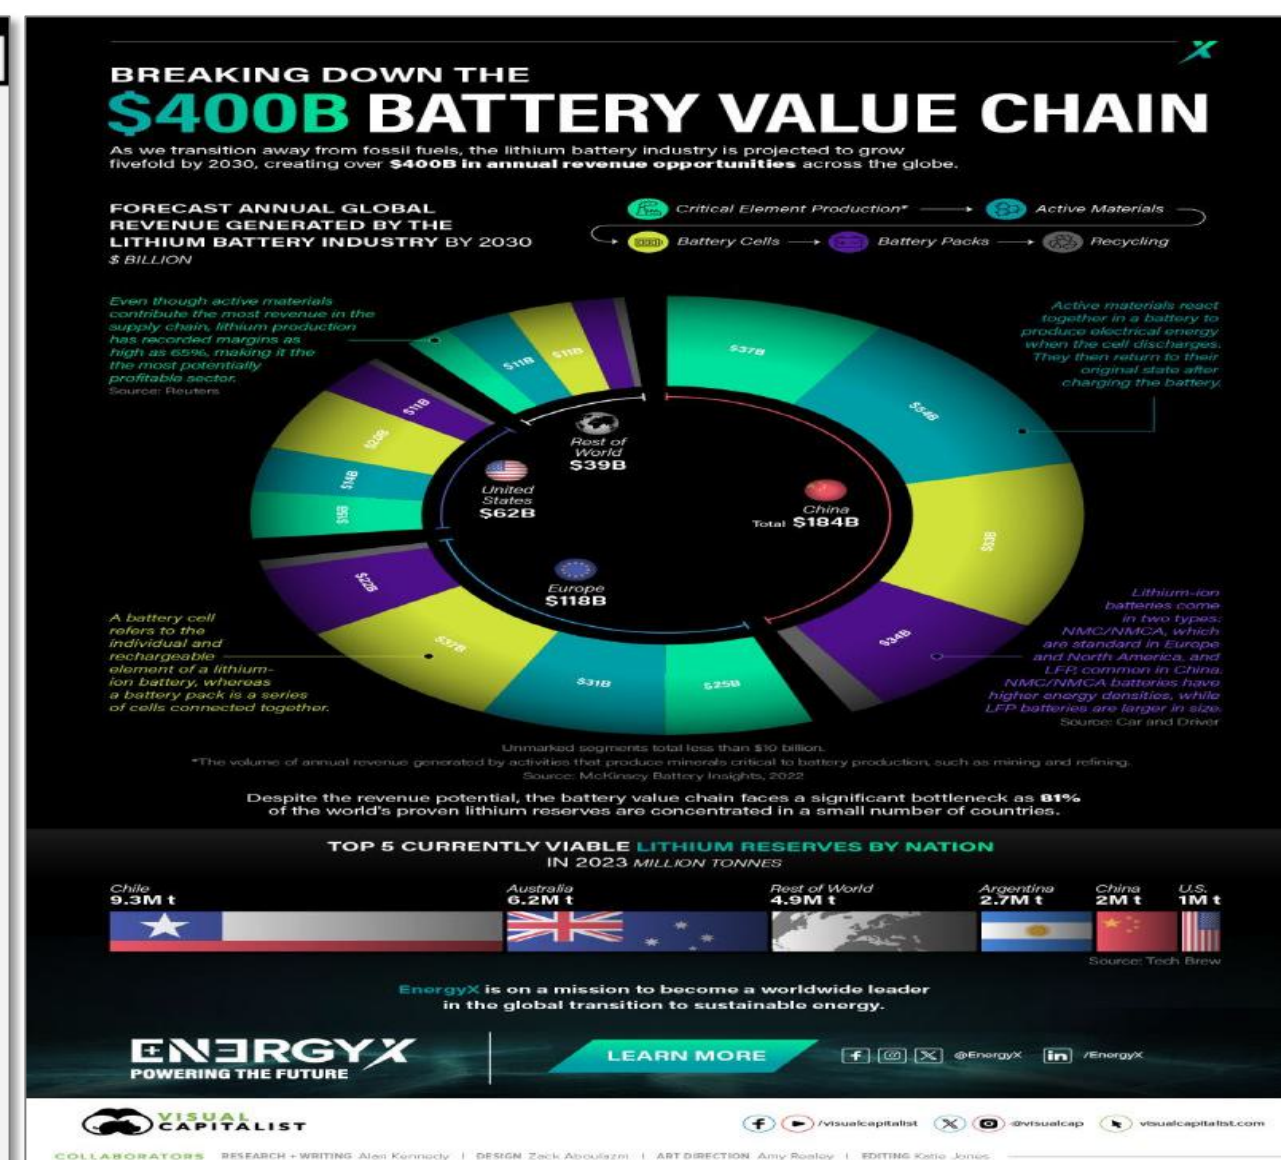 BREAKING DOWN THE
$400B BATTERY VALUE CHAIN
As we transition away from fossil fuels, the lithium battery industry is projected to grow
fivefold by 2030, creating over $400B in annual revenue opportunities across the globe.
FORECAST ANNUAL GLOBAL
REVENUE GENERATED BY THE
LITHIUM BATTERY INDUSTRY BY 2030
$ BILLION
Critical Element Production*
Active Materials
Battery Cells
Battery Packs
Recycling
Even though active materials
contribute the most revenue in the
supply chain, lithium production
has recorded margins as
high as 65%, making it the
the most potentially
profitable sector.
Source: Reuters
Active materials react
together in a battery to
produce electrical energy
when the cell discharges.
They then return to their
original state after
charging the battery.
$11B
$11B
$37B
$54B
$53B
$34B
$11B
$20B
$14B
$15B
$22B
$37B
$31B
$25B
Rest of
World
$39B
United
States
$62B
China
Total $184B
Europe
$118B
A battery cell
refers to the
individual and
rechargeable
element of a lithium-
ion battery, whereas
a battery pack is a series
of cells connected together.
Lithium-ion
batteries come
in two types:
NMC/NMCA, which
are standard in Europe
and North America, and
LFP, common in China.
NMC/NMCA batteries have
higher energy densities, while
LFP batteries are larger in size.
Source: Car and Driver
Unmarked segments total less than $10 billion.
*The volume of annual revenue generated by activities that produce minerals critical to battery production, such as mining and refining.
Source: McKinsey Battery Insights, 2022
Despite the revenue potential, the battery value chain faces a significant bottleneck as 81%
of the world's proven lithium reserves are concentrated in a small number of countries.
TOP 5 CURRENTLY VIABLE LITHIUM RESERVES BY NATION
IN 2023 MILLION TONNES
Chile
9.3M t
Australia
6.2M t
Rest of World
4.9M t
Argentina
2.7M t
China
2M t
U.S.
1M t
Source: Tech Brew
EnergyX is on a mission to become a worldwide leader
in the global transition to sustainable energy.
ENERGYX
POWERING THE FUTURE
LEARN MORE
@EnergyX
/EnergyX
VISUAL
CAPITALIST
/visualcapitalist
@visualcap
visualcapitalist.com
COLLABORATORS RESEARCH + WRITING Alan Kennedy | DESIGN Zack Aboulazm | ART DIRECTION Amy Realey | EDITING Katie Jones